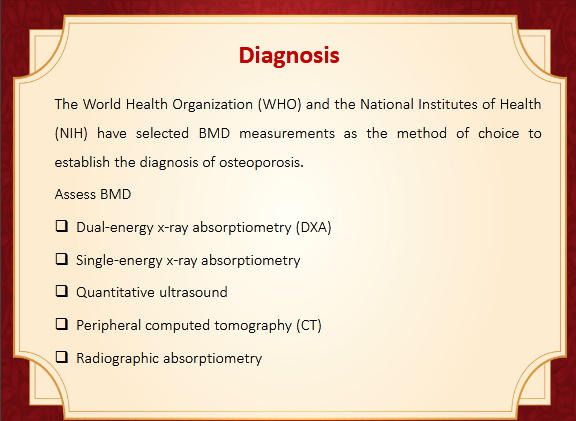 Diagnosis
The World Health Organization (WHO) and the National Institutes of Health
(NIH) have selected BMD measurements as the method of choice to
establish the diagnosis of osteoporosis.
Assess BMD
❑ Dual-energy x-ray absorptiometry (DXA)
❑ Single-energy x-ray absorptiometry
❑ Quantitative ultrasound
❑ Peripheral computed tomography (CT)
❑ Radiographic absorptiometry